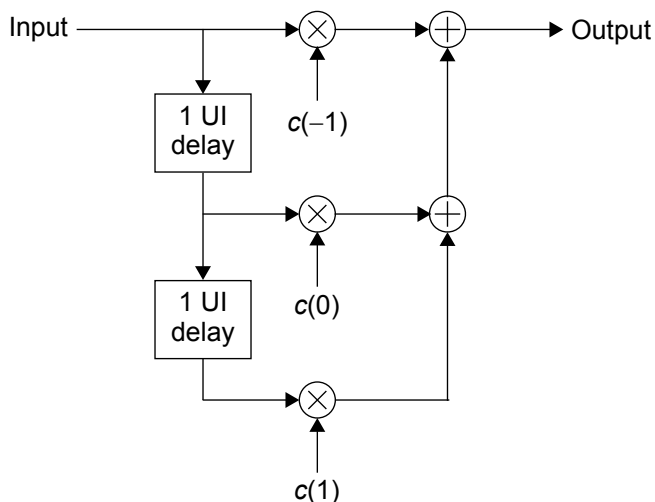 Input
Output
1 UI
delay
c(−1)
1 UI
delay
c(0)
c(1)